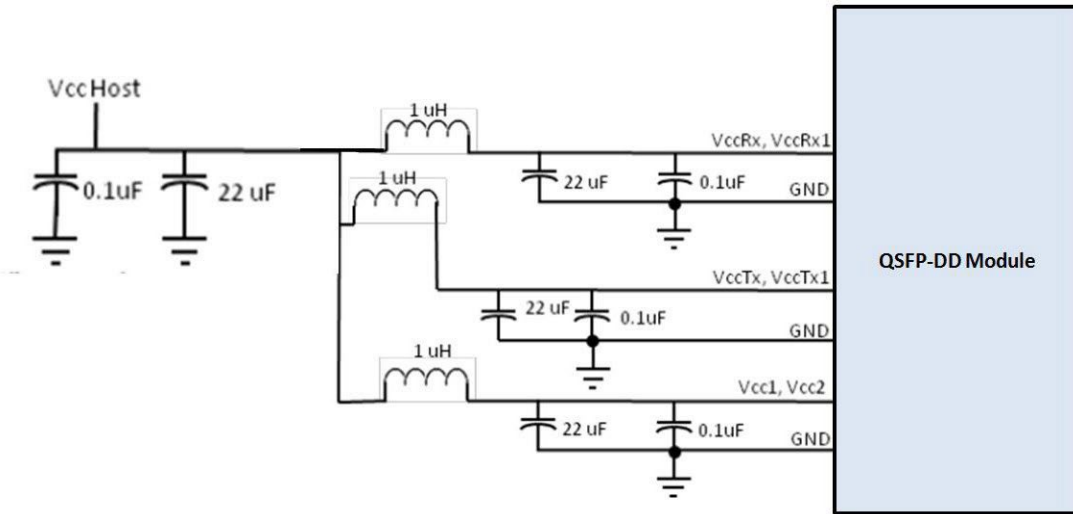 VccHost
0.1uF
22 uF
1 uH
VccRx, VccRx1
22 uF
0.1uF
GND
1 uH
QSFP-DD Module
VccTx, VccTx1
22 uF
0.1uF
GND
1 uH
Vcc1, Vcc2
22 uF
0.1uF
GND